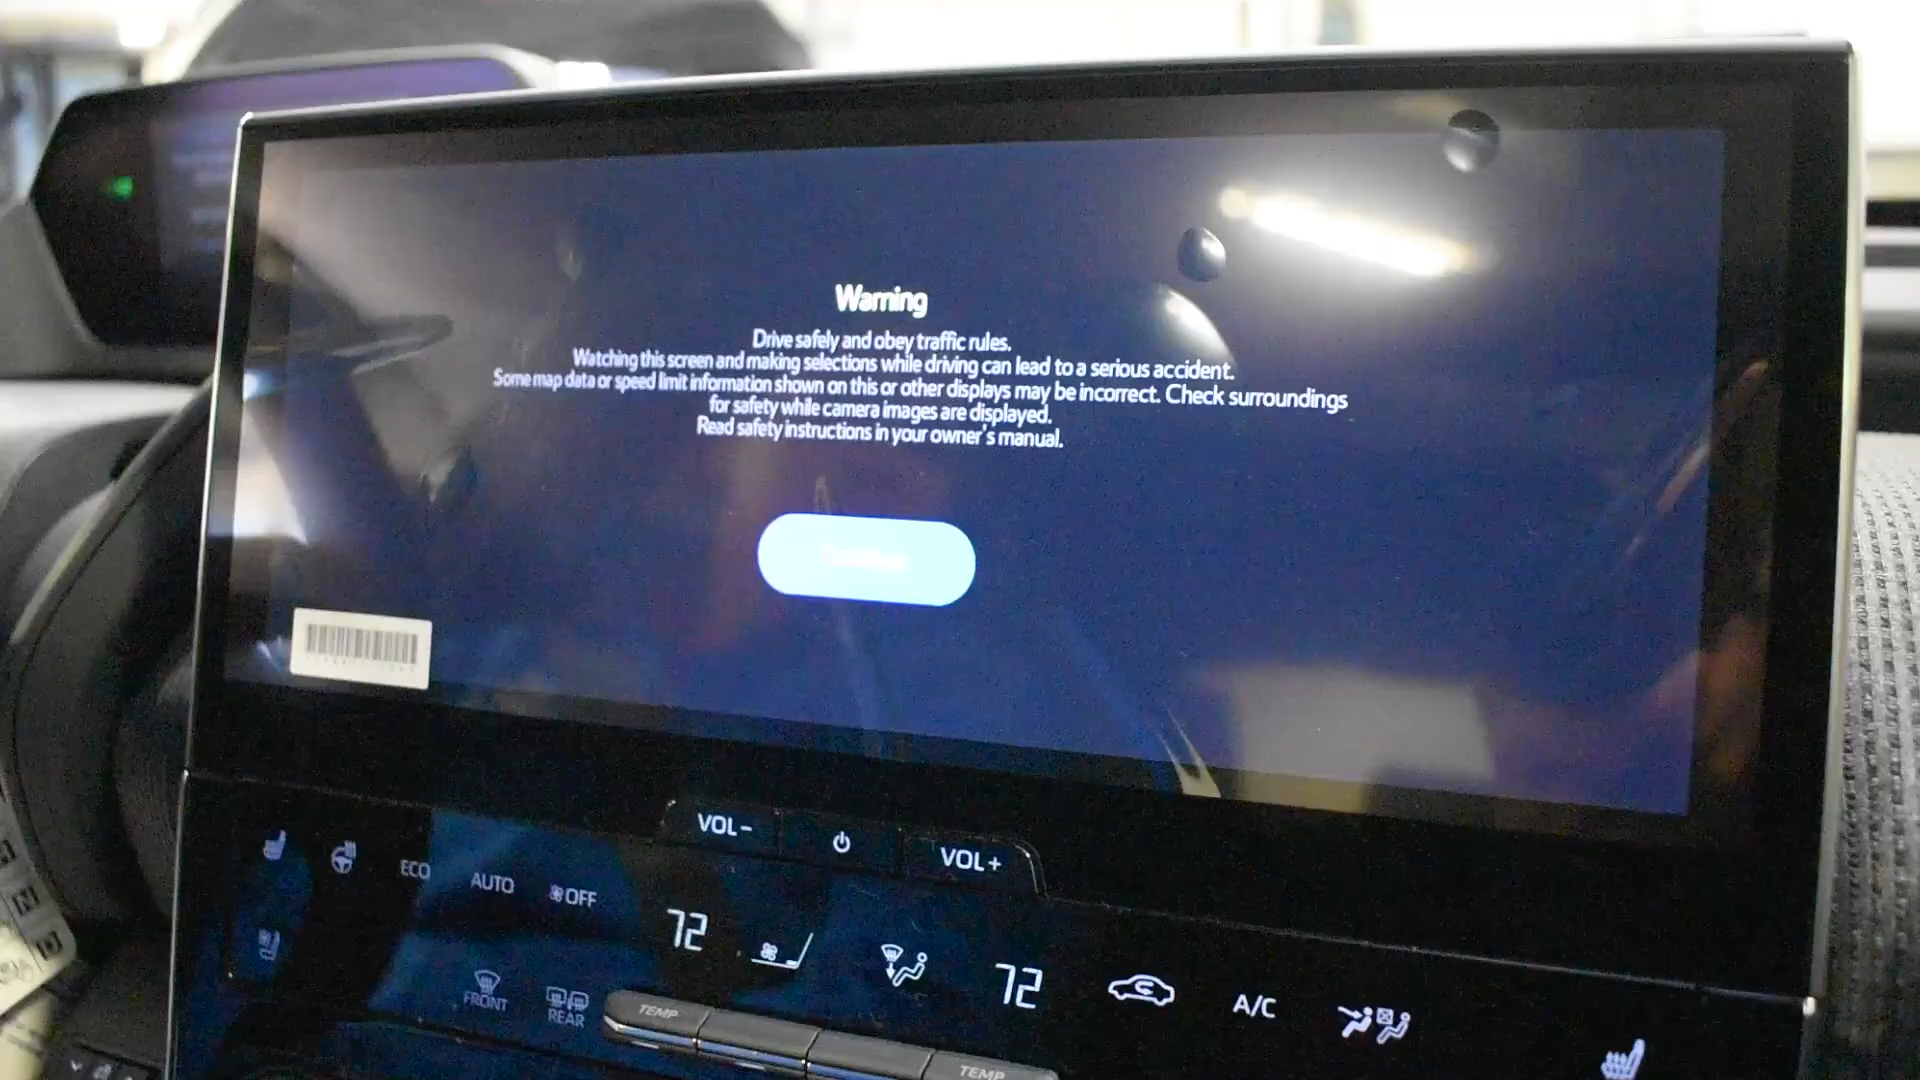 Warning
Drive safely and obey traffic rules.
Watching this screen and making selections while driving can lead to a serious accident.
Some map data or speed limit information shown on this or other displays may be incorrect. Check surroundings
for safety while camera images are displayed.
Read safety instructions in your owner's manual.
VOL- VOL+
ECO AUTO OFF
72 72 A/C
FRONT REAR
TEMP TEMP